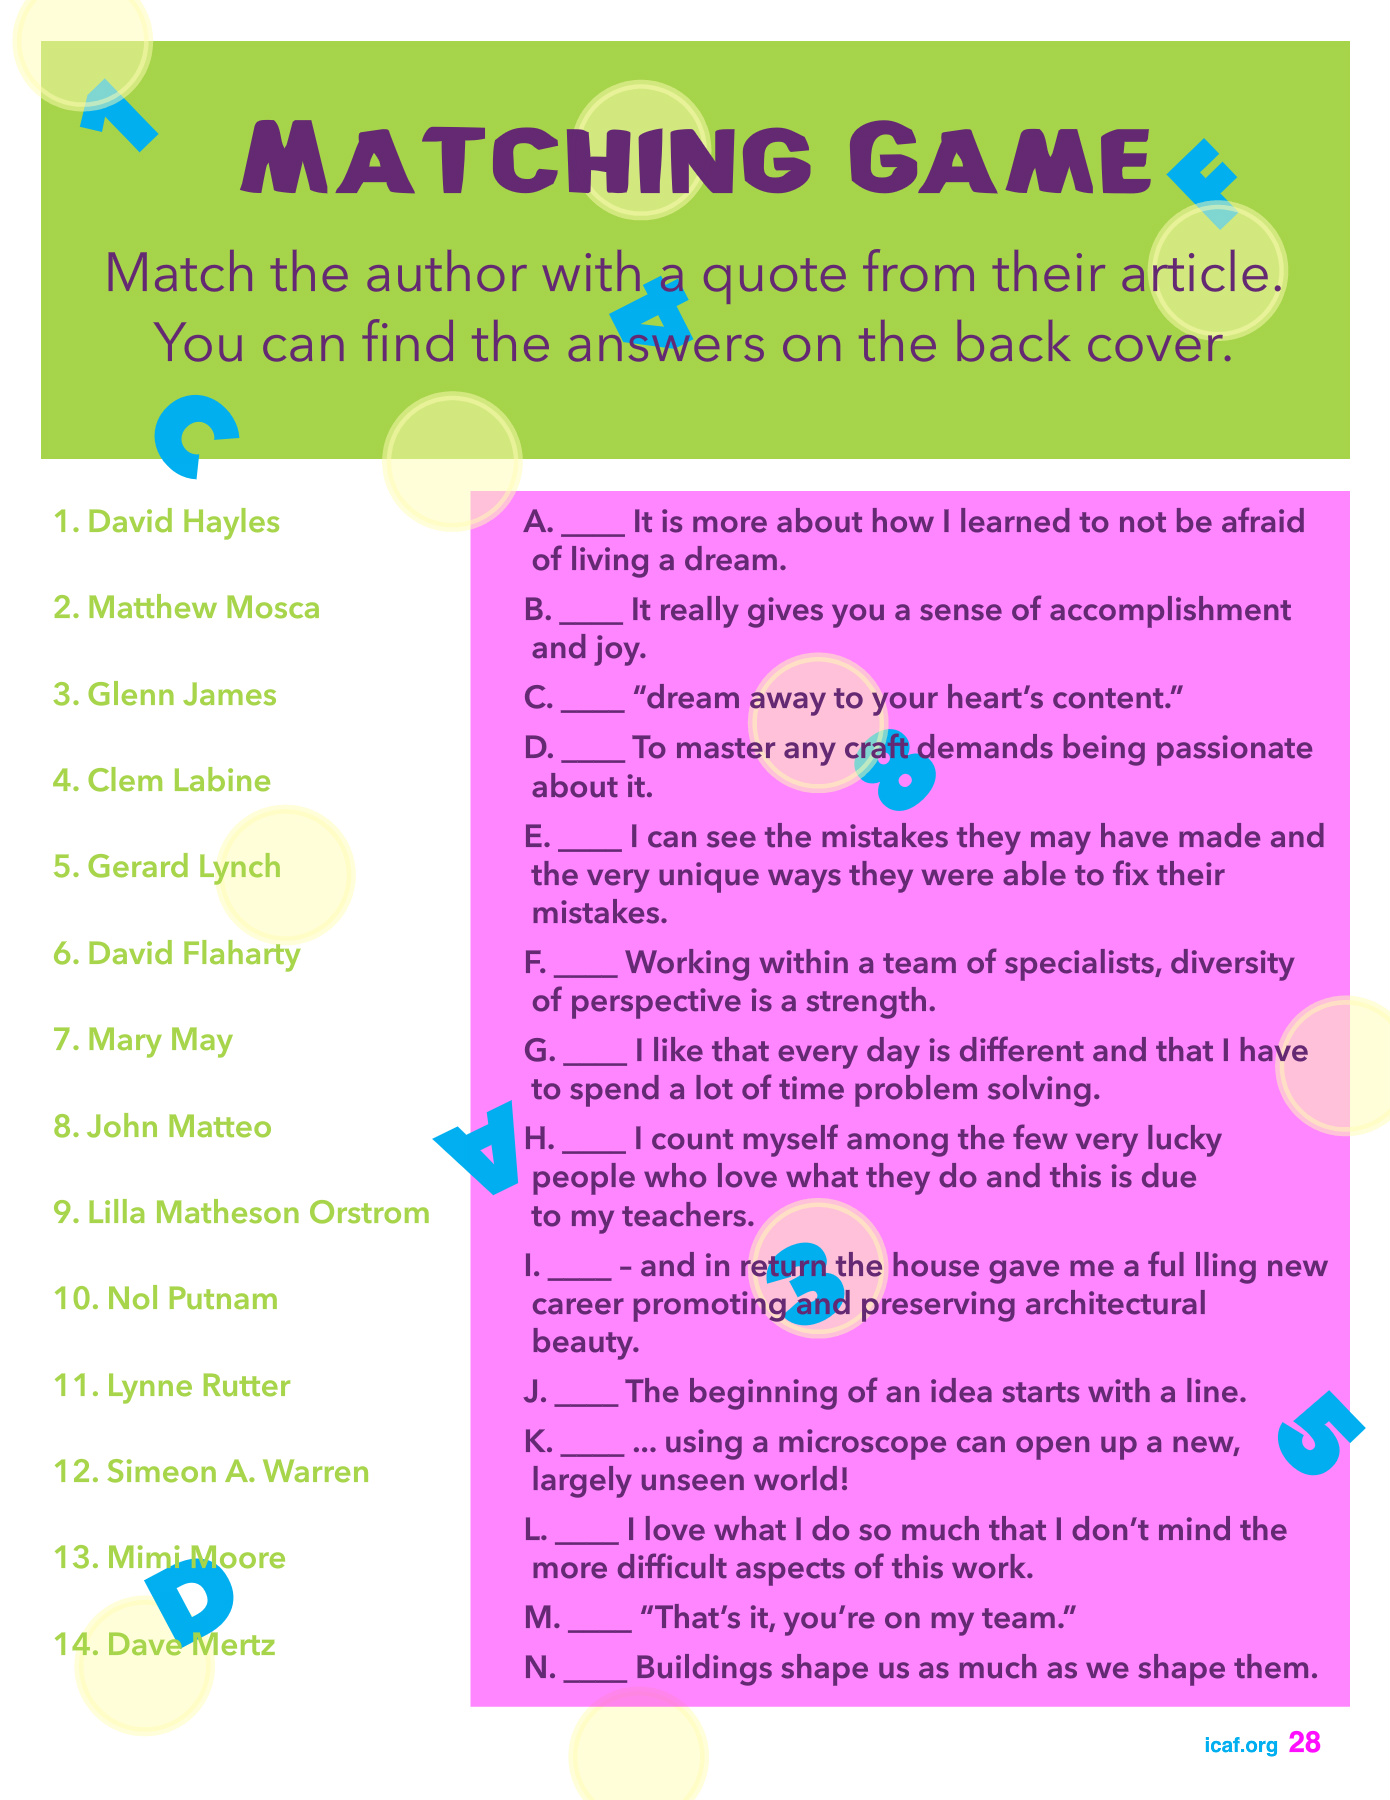 MATCHING GAME
Match the author with a quote from their article.
You can find the answers on the back cover.
1. David Hayles
2. Matthew Mosca
3. Glenn James
4. Clem Labine
5. Gerard Lynch
6. David Flaharty
7. Mary May
8. John Matteo
9. Lilla Matheson Orstrom
10. Nol Putnam
11. Lynne Rutter
12. Simeon A. Warren
13. Mimi Moore
14. Dave Mertz
A. ____ It is more about how I learned to not be afraid
of living a dream.
B. ____ It really gives you a sense of accomplishment
and joy.
C. ____ “dream away to your heart’s content.”
D. ____ To master any craft demands being passionate
about it.
E. ____ I can see the mistakes they may have made and
the very unique ways they were able to fix their
mistakes.
F. ____ Working within a team of specialists, diversity
of perspective is a strength.
G. ____ I like that every day is different and that I have
to spend a lot of time problem solving.
H. ____ I count myself among the few very lucky
people who love what they do and this is due
to my teachers.
I. ____ – and in return the house gave me a ful lling new
career promoting and preserving architectural
beauty.
J. ____ The beginning of an idea starts with a line.
K. ____ ... using a microscope can open up a new,
largely unseen world!
L. ____ I love what I do so much that I don’t mind the
more difficult aspects of this work.
M. ____ “That’s it, you’re on my team.”
N. ____ Buildings shape us as much as we shape them.
1
F
A
C
8
A
3
5
D
icaf.org 28